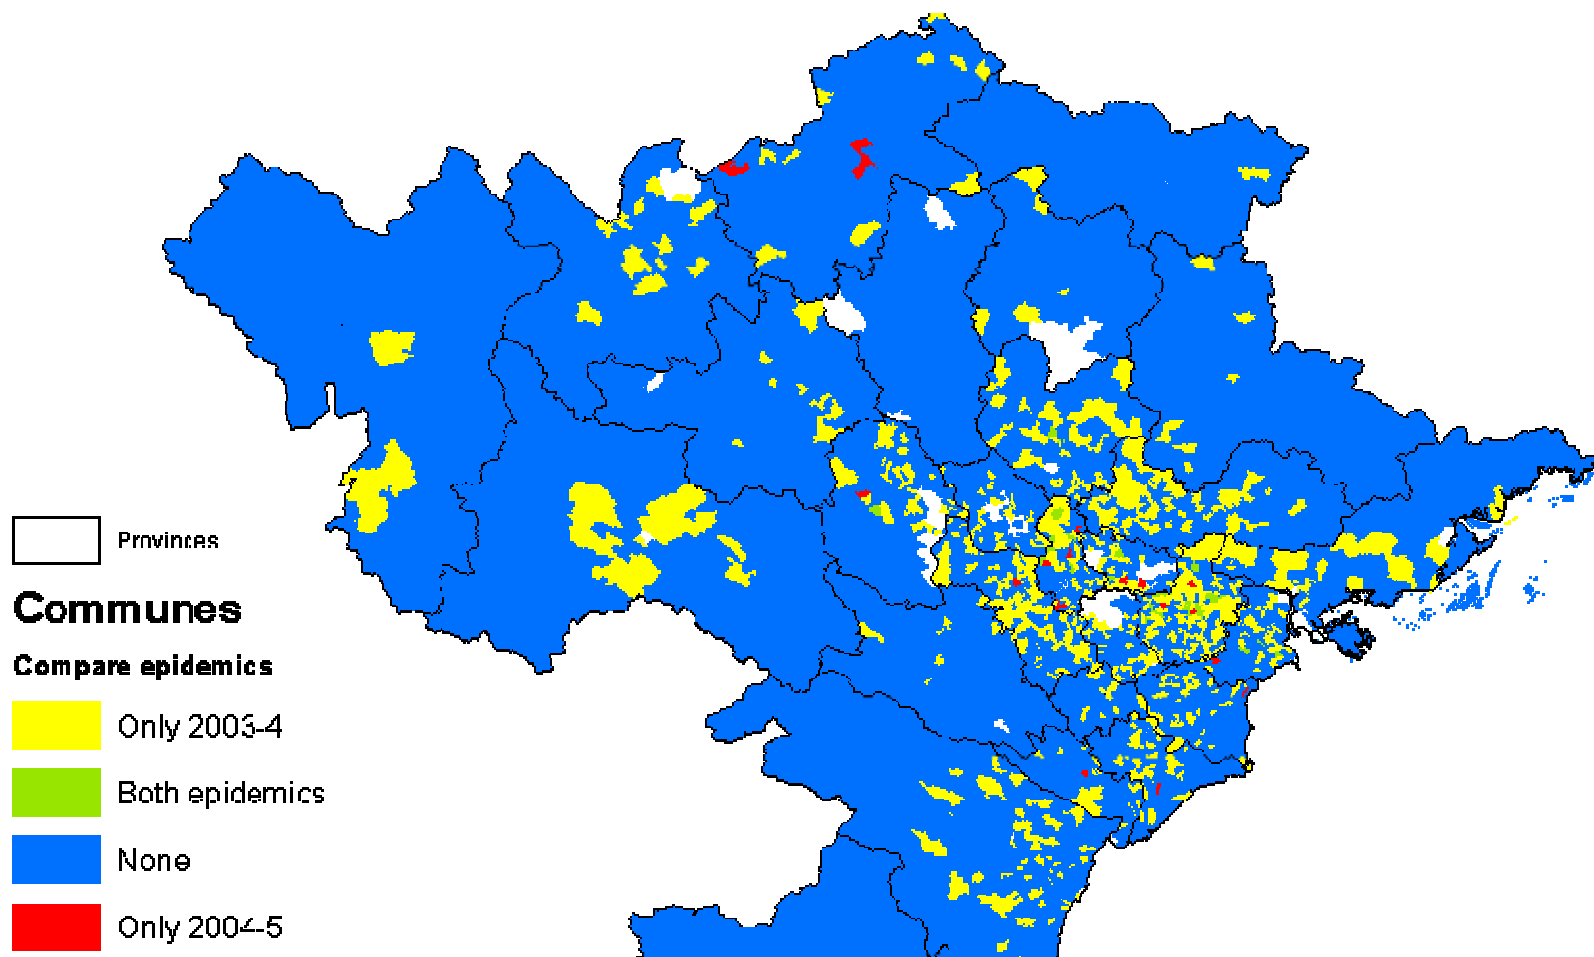 Provinces
Communes
Compare epidemics
Only 2003-4
Both epidemics
None
Only 2004-5